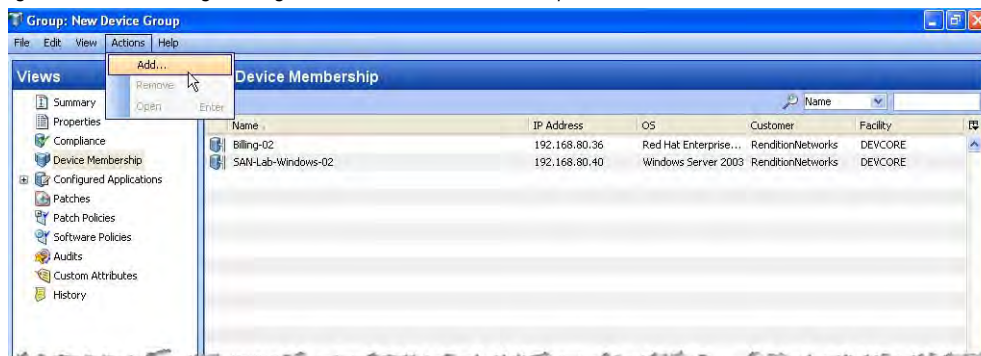 Group: New Device Group
File Edit View Actions Help
Add...
Remove
Open Enter
Views
Summary
Properties
Compliance
Device Membership
Configured Applications
Patches
Patch Policies
Software Policies
Audits
Custom Attributes
History
Device Membership
Name
Name IP Address OS Customer Facility
Billing-02 192.168.80.36 Red Hat Enterprise... RenditionNetworks DEVCORE
SAN-Lab-Windows-02 192.168.80.40 Windows Server 2003 RenditionNetworks DEVCORE